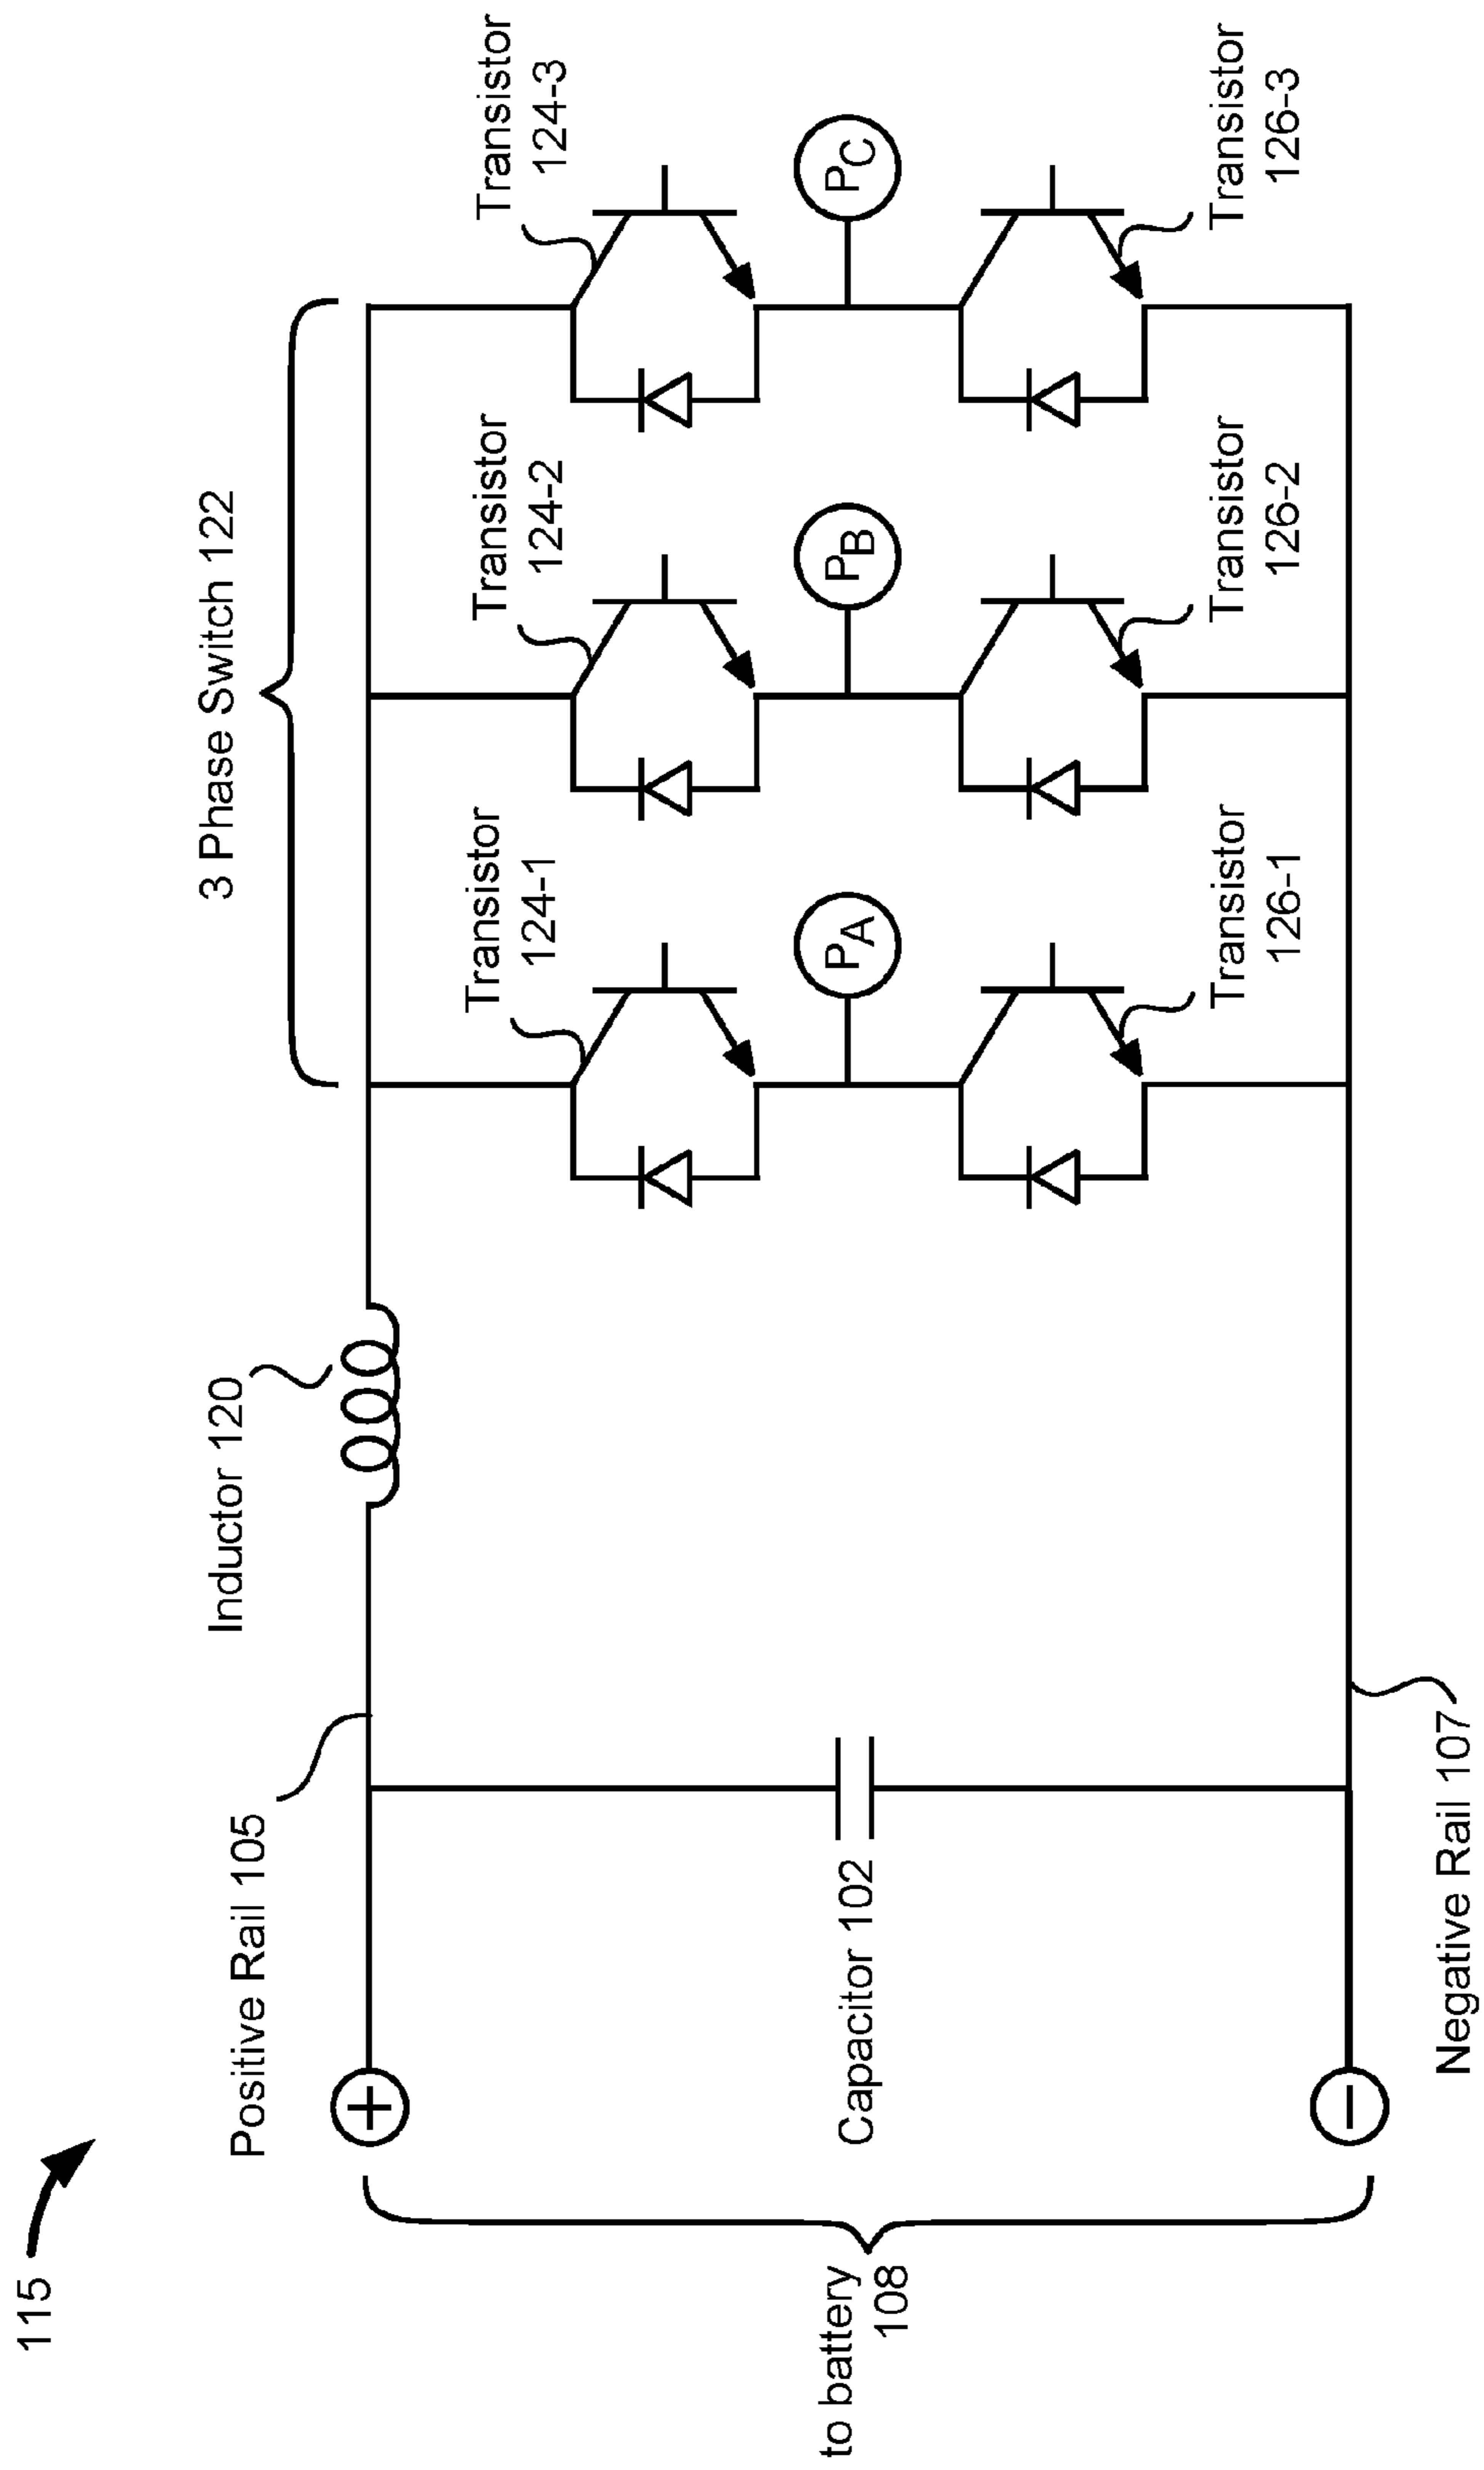 115
3 Phase Switch 122
Inductor 120
Positive Rail 105
Transistor
124-1
Transistor
124-2
Transistor
124-3
+
to battery
108
Capacitor 102
PA
PB
PC
Transistor
126-1
Transistor
126-2
Transistor
126-3
−
Negative Rail 107